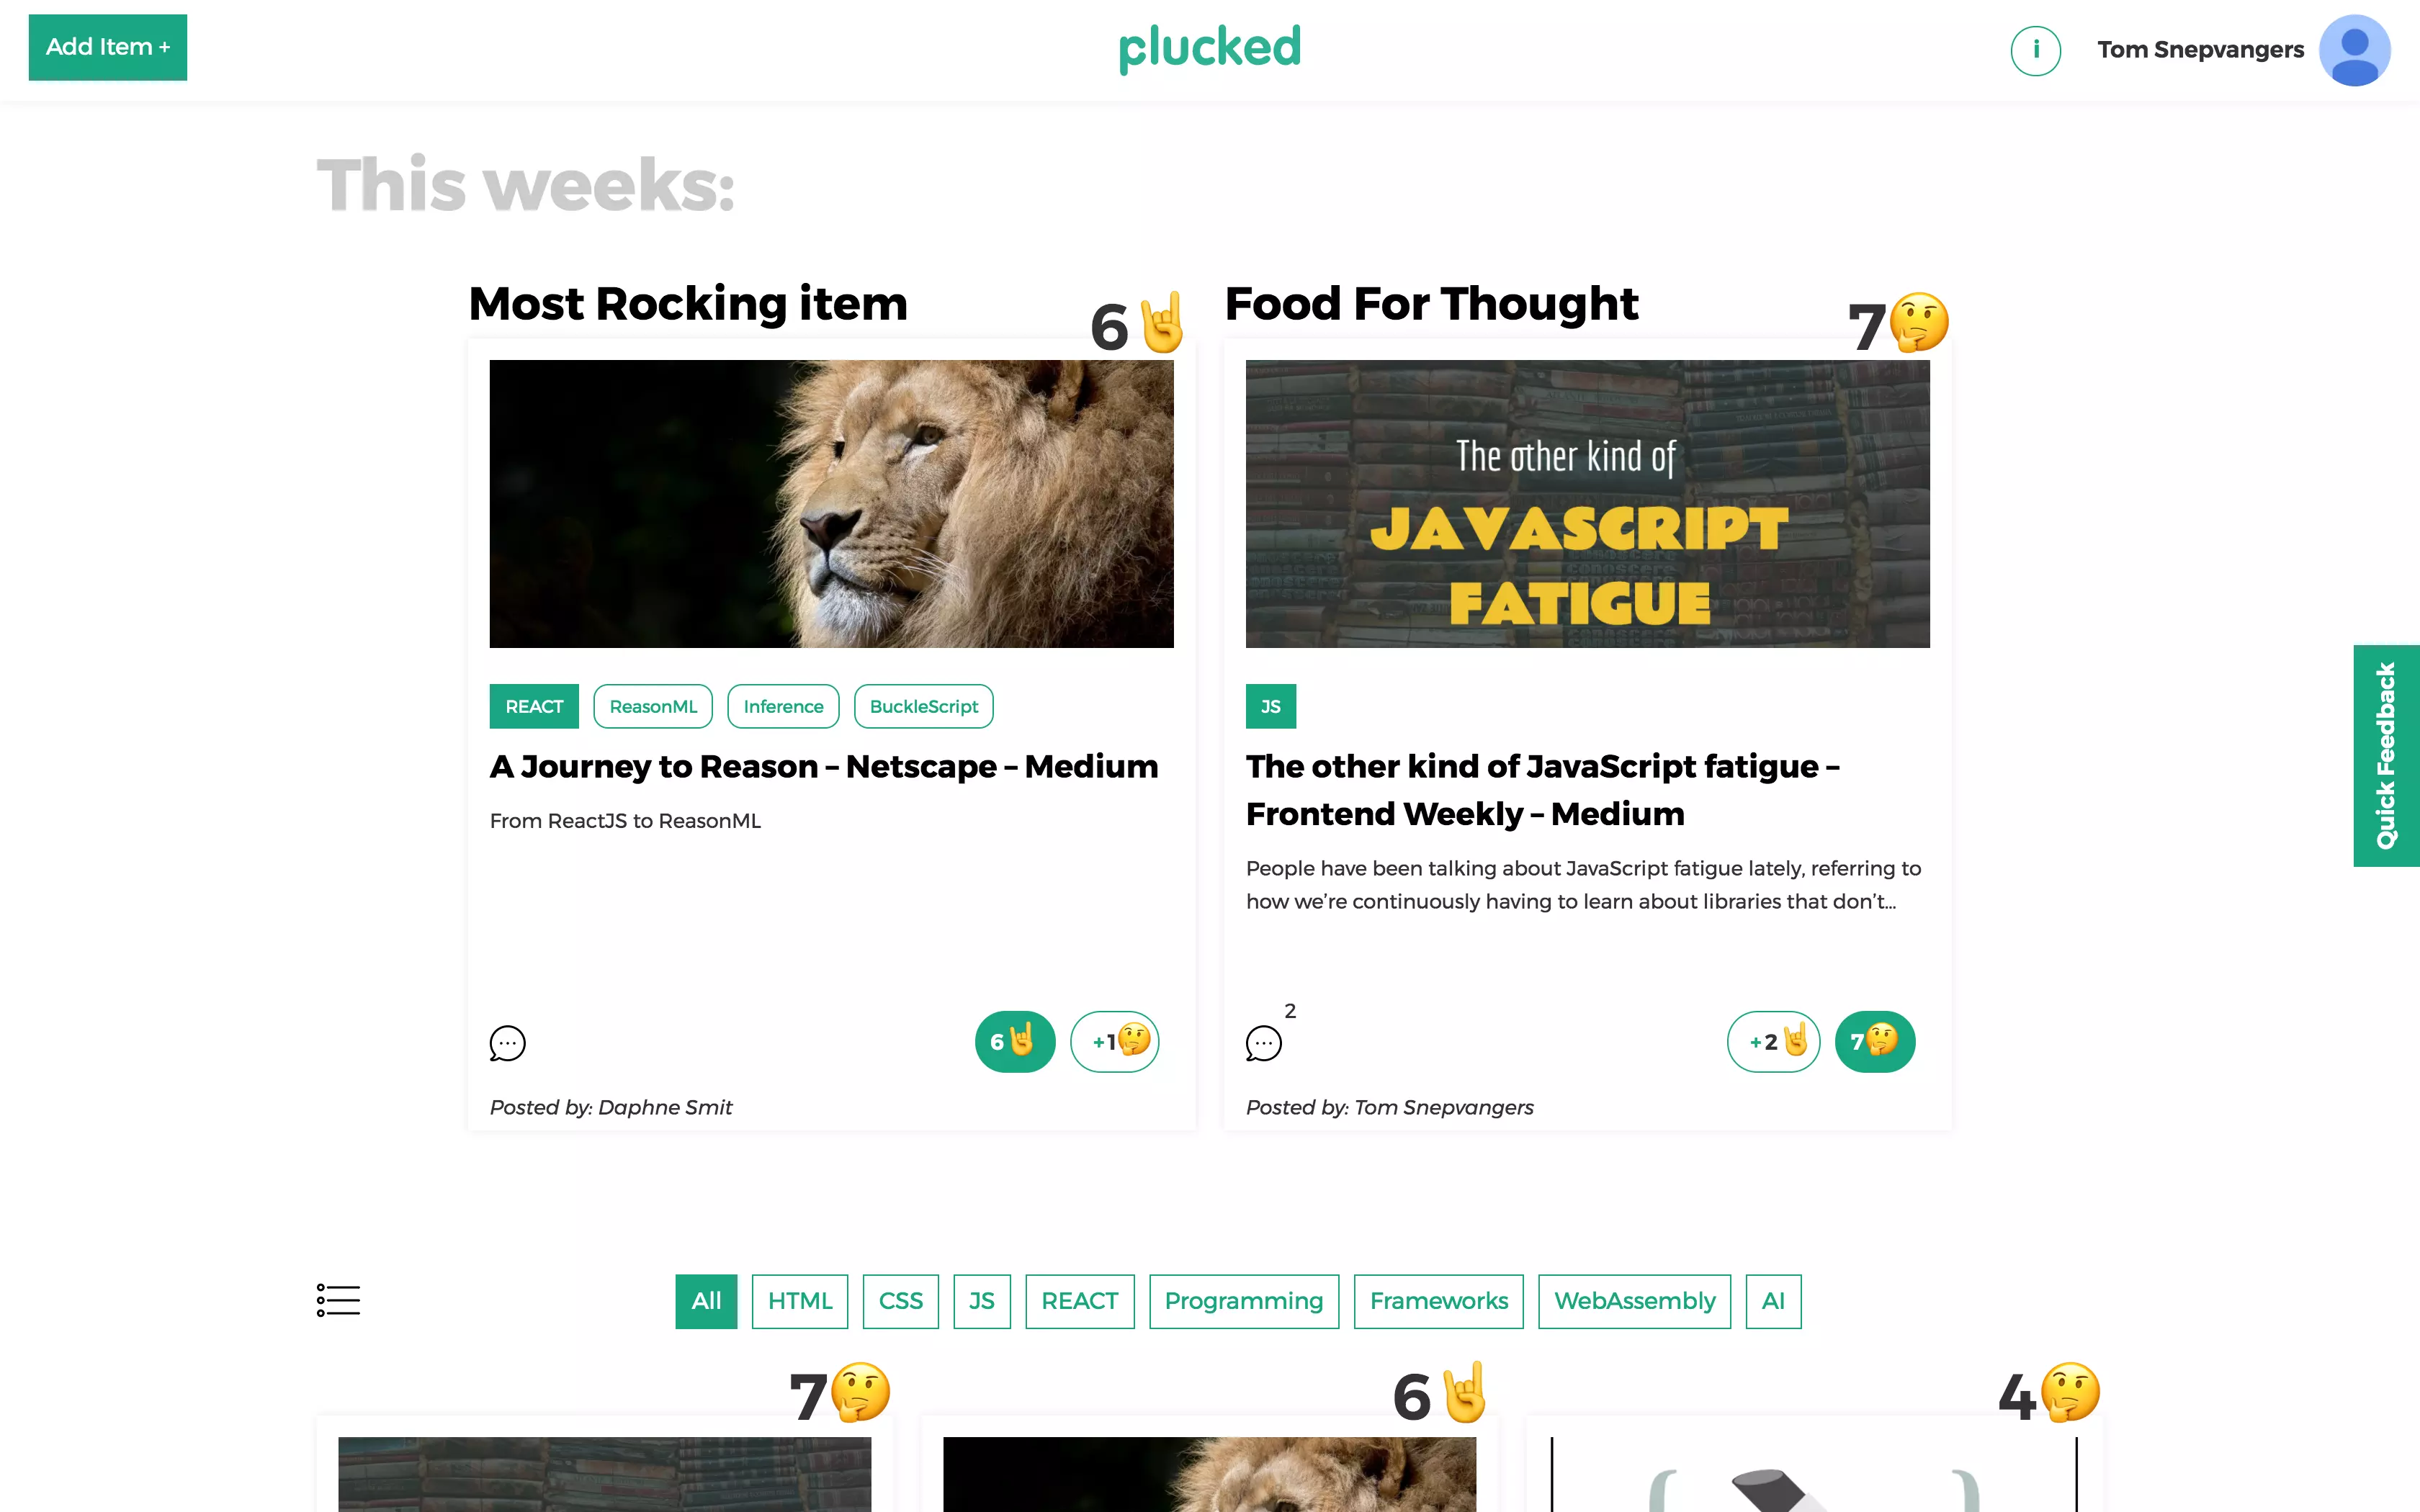 Add Item +
plucked
i
Tom Snepvangers
This weeks:
Most Rocking item
6🤘
Food For Thought
7🤔
The other kind of
JAVASCRIPT
FATIGUE
REACT
ReasonML
Inference
BuckleScript
JS
A Journey to Reason – Netscape – Medium
From ReactJS to ReasonML
The other kind of JavaScript fatigue –
Frontend Weekly – Medium
People have been talking about JavaScript fatigue lately, referring to
how we’re continuously having to learn about libraries that don’t...
6🤘
+1🤔
2
+2🤘
7🤔
Posted by: Daphne Smit
Posted by: Tom Snepvangers
Quick Feedback
All
HTML
CSS
JS
REACT
Programming
Frameworks
WebAssembly
AI
7🤔
6🤘
4🤔